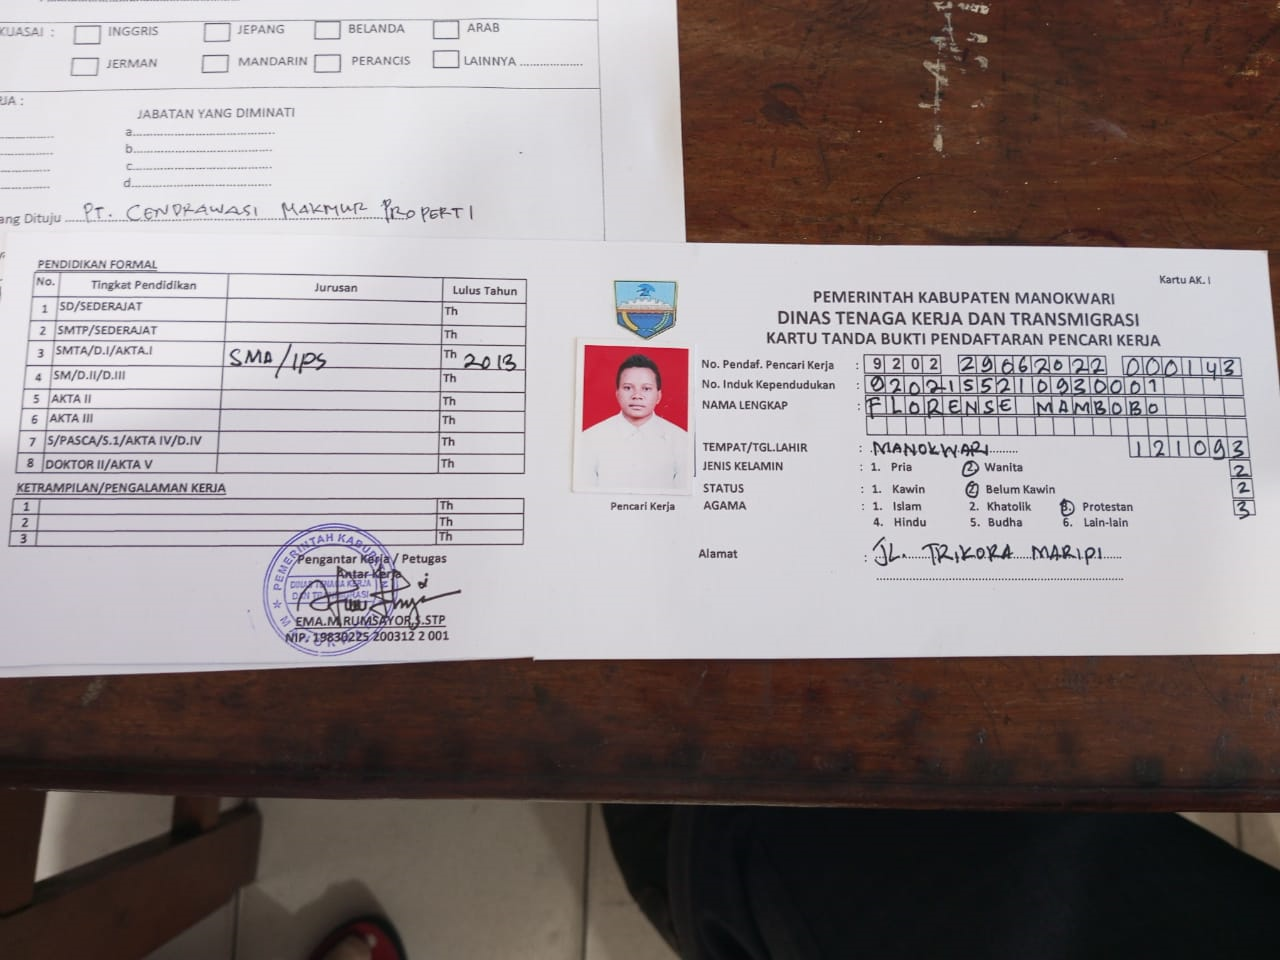 KUASAI : INGGRIS JEPANG BELANDA ARAB
JERMAN MANDARIN PERANCIS LAINNYA ....................
JABATAN YANG DIMINATI
a.
b.
c.
d.
ang Dituju PT. CENDRAWASI MAKMUR PROPERTI
PENDIDIKAN FORMAL
No. Tingkat Pendidikan Jurusan Lulus Tahun
1 SD/SEDERAJAT Th
2 SMTP/SEDERAJAT Th
3 SMTA/D.I/AKTA.I SMA/IPS Th 2013
4 SM/D.II/D.III Th
5 AKTA II Th
6 AKTA III Th
7 S/PASCA/S.1/AKTA IV/D.IV Th
8 DOKTOR II/AKTA V Th
KETRAMPILAN/PENGALAMAN KERJA
1 Th
2 Th
3 Th
PEMERINTAH KABUPATEN
DINAS TENAGA KERJA
DAN TRANSMIGRASI
Pengantar Kerja / Petugas
Antar Kerja
EMA.M.RUMSAYOR,S.STP
NIP. 19830225 200312 2 001
Kartu AK. I
PEMERINTAH KABUPATEN MANOKWARI
DINAS TENAGA KERJA DAN TRANSMIGRASI
KARTU TANDA BUKTI PENDAFTARAN PENCARI KERJA
No. Pendaf. Pencari Kerja : 9202 29062022 000143
No. Induk Kependudukan : 9202155210930001
NAMA LENGKAP : FLORENSE MAMBOBO
TEMPAT/TGL.LAHIR : MANOKWARI 121093
JENIS KELAMIN : 1. Pria 2. Wanita 2
STATUS : 1. Kawin 2. Belum Kawin 2
AGAMA : 1. Islam 2. Khatolik 3. Protestan 3
4. Hindu 5. Budha 6. Lain-lain
Alamat : JL. TRIKORA MARIPI
Pencari Kerja